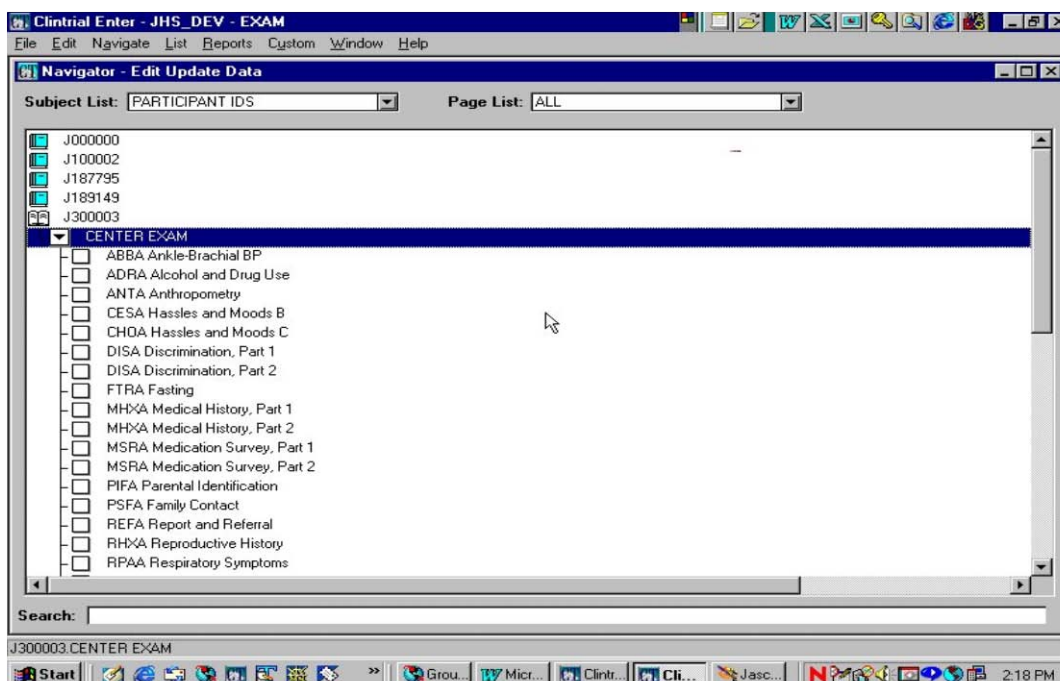 Clintrial Enter - JHS_DEV - EXAM
File Edit Navigate List Reports Custom Window Help
Navigator - Edit Update Data
Subject List: PARTICIPANT IDS Page List: ALL
J000000
J100002
J187795
J189149
J300003
CENTER EXAM
ABBA Ankle-Brachial BP
ADRA Alcohol and Drug Use
ANTA Anthropometry
CESA Hassles and Moods B
CHOA Hassles and Moods C
DISA Discrimination, Part 1
DISA Discrimination, Part 2
FTRA Fasting
MHXA Medical History, Part 1
MHXA Medical History, Part 2
MSRA Medication Survey, Part 1
MSRA Medication Survey, Part 2
PIFA Parental Identification
PSFA Family Contact
REFA Report and Referral
RHXA Reproductive History
RPAA Respiratory Symptoms
Search:
J300003.CENTER EXAM
Start » Grou... Micr... Clintr... Cli... Jasc... N 2:18 PM